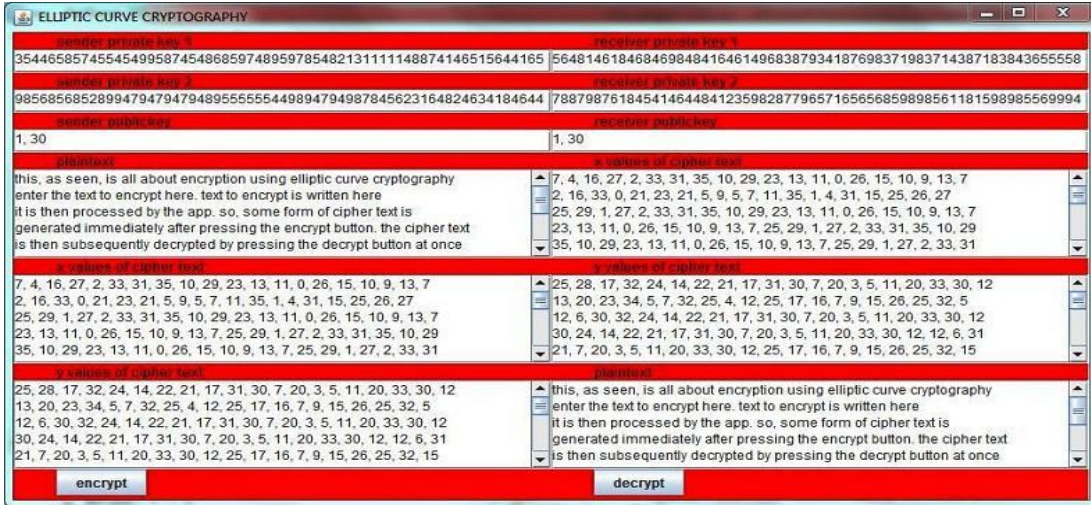 ELLIPTIC CURVE CRYPTOGRAPHY
sender private key 1
receiver private key 1
3544658574554549958745486859748959785482131111148874146515644165
5648146184684698484164614968387934187698371983714387183843655558
sender private key 2
receiver private key 2
9856856852899479479479489555555449894794987845623164824634184644
7887987618454146448412359828779657165656859898561181598985569994
sender publickey
receiver publickey
1, 30
1, 30
plaintext
this, as seen, is all about encryption using elliptic curve cryptography
enter the text to encrypt here. text to encrypt is written here
it is then processed by the app. so, some form of cipher text is
generated immediately after pressing the encrypt button. the cipher text
is then subsequently decrypted by pressing the decrypt button at once
x values of cipher text
7, 4, 16, 27, 2, 33, 31, 35, 10, 29, 23, 13, 11, 0, 26, 15, 10, 9, 13, 7
2, 16, 33, 0, 21, 23, 21, 5, 9, 5, 7, 11, 35, 1, 4, 31, 15, 25, 26, 27
25, 29, 1, 27, 2, 33, 31, 35, 10, 29, 23, 13, 11, 0, 26, 15, 10, 9, 13, 7
23, 13, 11, 0, 26, 15, 10, 9, 13, 7, 25, 29, 1, 27, 2, 33, 31, 35, 10, 29
35, 10, 29, 23, 13, 11, 0, 26, 15, 10, 9, 13, 7, 25, 29, 1, 27, 2, 33, 31
x values of cipher text
7, 4, 16, 27, 2, 33, 31, 35, 10, 29, 23, 13, 11, 0, 26, 15, 10, 9, 13, 7
2, 16, 33, 0, 21, 23, 21, 5, 9, 5, 7, 11, 35, 1, 4, 31, 15, 25, 26, 27
25, 29, 1, 27, 2, 33, 31, 35, 10, 29, 23, 13, 11, 0, 26, 15, 10, 9, 13, 7
23, 13, 11, 0, 26, 15, 10, 9, 13, 7, 25, 29, 1, 27, 2, 33, 31, 35, 10, 29
35, 10, 29, 23, 13, 11, 0, 26, 15, 10, 9, 13, 7, 25, 29, 1, 27, 2, 33, 31
y values of cipher text
25, 28, 17, 32, 24, 14, 22, 21, 17, 31, 30, 7, 20, 3, 5, 11, 20, 33, 30, 12
13, 20, 23, 34, 5, 7, 32, 25, 4, 12, 25, 17, 16, 7, 9, 15, 26, 25, 32, 5
12, 6, 30, 32, 24, 14, 22, 21, 17, 31, 30, 7, 20, 3, 5, 11, 20, 33, 30, 12
30, 24, 14, 22, 21, 17, 31, 30, 7, 20, 3, 5, 11, 20, 33, 30, 12, 12, 6, 31
21, 7, 20, 3, 5, 11, 20, 33, 30, 12, 25, 17, 16, 7, 9, 15, 26, 25, 32, 15
y values of cipher text
25, 28, 17, 32, 24, 14, 22, 21, 17, 31, 30, 7, 20, 3, 5, 11, 20, 33, 30, 12
13, 20, 23, 34, 5, 7, 32, 25, 4, 12, 25, 17, 16, 7, 9, 15, 26, 25, 32, 5
12, 6, 30, 32, 24, 14, 22, 21, 17, 31, 30, 7, 20, 3, 5, 11, 20, 33, 30, 12
30, 24, 14, 22, 21, 17, 31, 30, 7, 20, 3, 5, 11, 20, 33, 30, 12, 12, 6, 31
21, 7, 20, 3, 5, 11, 20, 33, 30, 12, 25, 17, 16, 7, 9, 15, 26, 25, 32, 15
plaintext
this, as seen, is all about encryption using elliptic curve cryptography
enter the text to encrypt here. text to encrypt is written here
it is then processed by the app. so, some form of cipher text is
generated immediately after pressing the encrypt button. the cipher text
is then subsequently decrypted by pressing the decrypt button at once
encrypt
decrypt